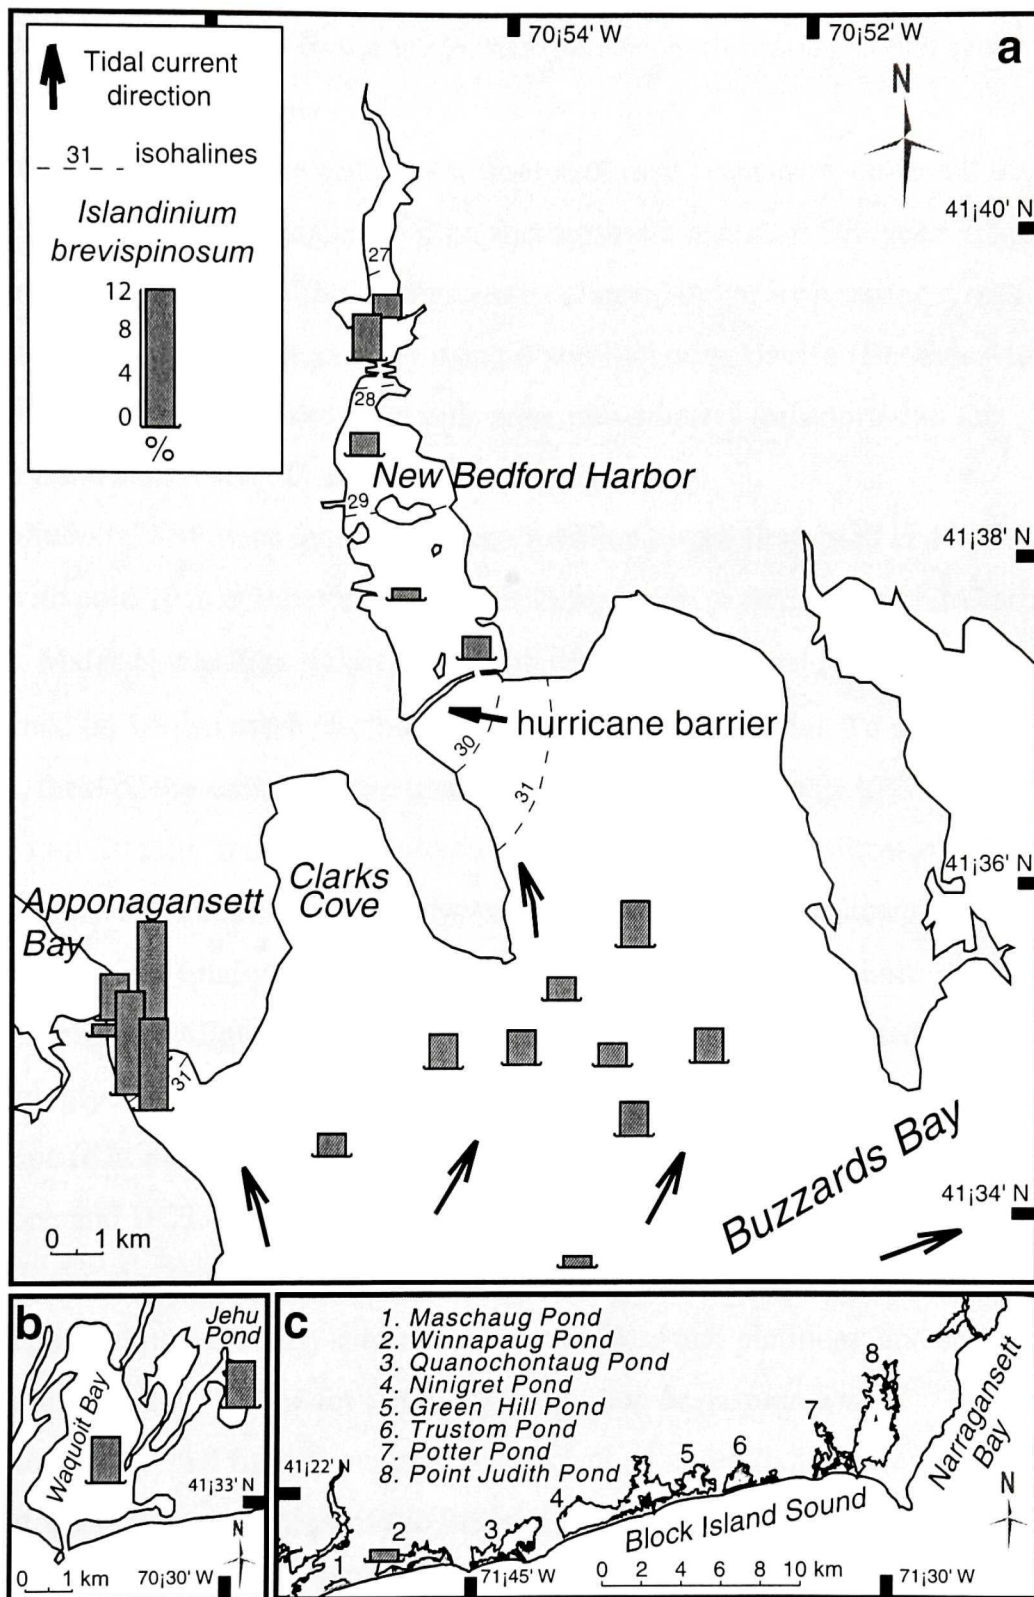 70¡54' W
70¡52' W
a
Tidal current
direction
31 isohalines
Islandinium
brevispinosum
12
8
4
0
%
N
41¡40' N
27
28
New Bedford Harbor
29
41¡38' N
hurricane barrier
30
31
41¡36' N
Clarks
Cove
Apponagansett
Bay
31
Buzzards Bay
41¡34' N
0 1 km
b
Jehu
Pond
Waquoit Bay
41¡33' N
N
0 1 km
70¡30' W
c
1. Maschaug Pond
2. Winnapaug Pond
3. Quanochontaug Pond
4. Ninigret Pond
5. Green Hill Pond
6. Trustom Pond
7. Potter Pond
8. Point Judith Pond
8
7
6
5
4
3
2
1
41¡22' N
Narragansett
Bay
Block Island Sound
N
0 2 4 6 8 10 km
71¡45' W
71¡30' W